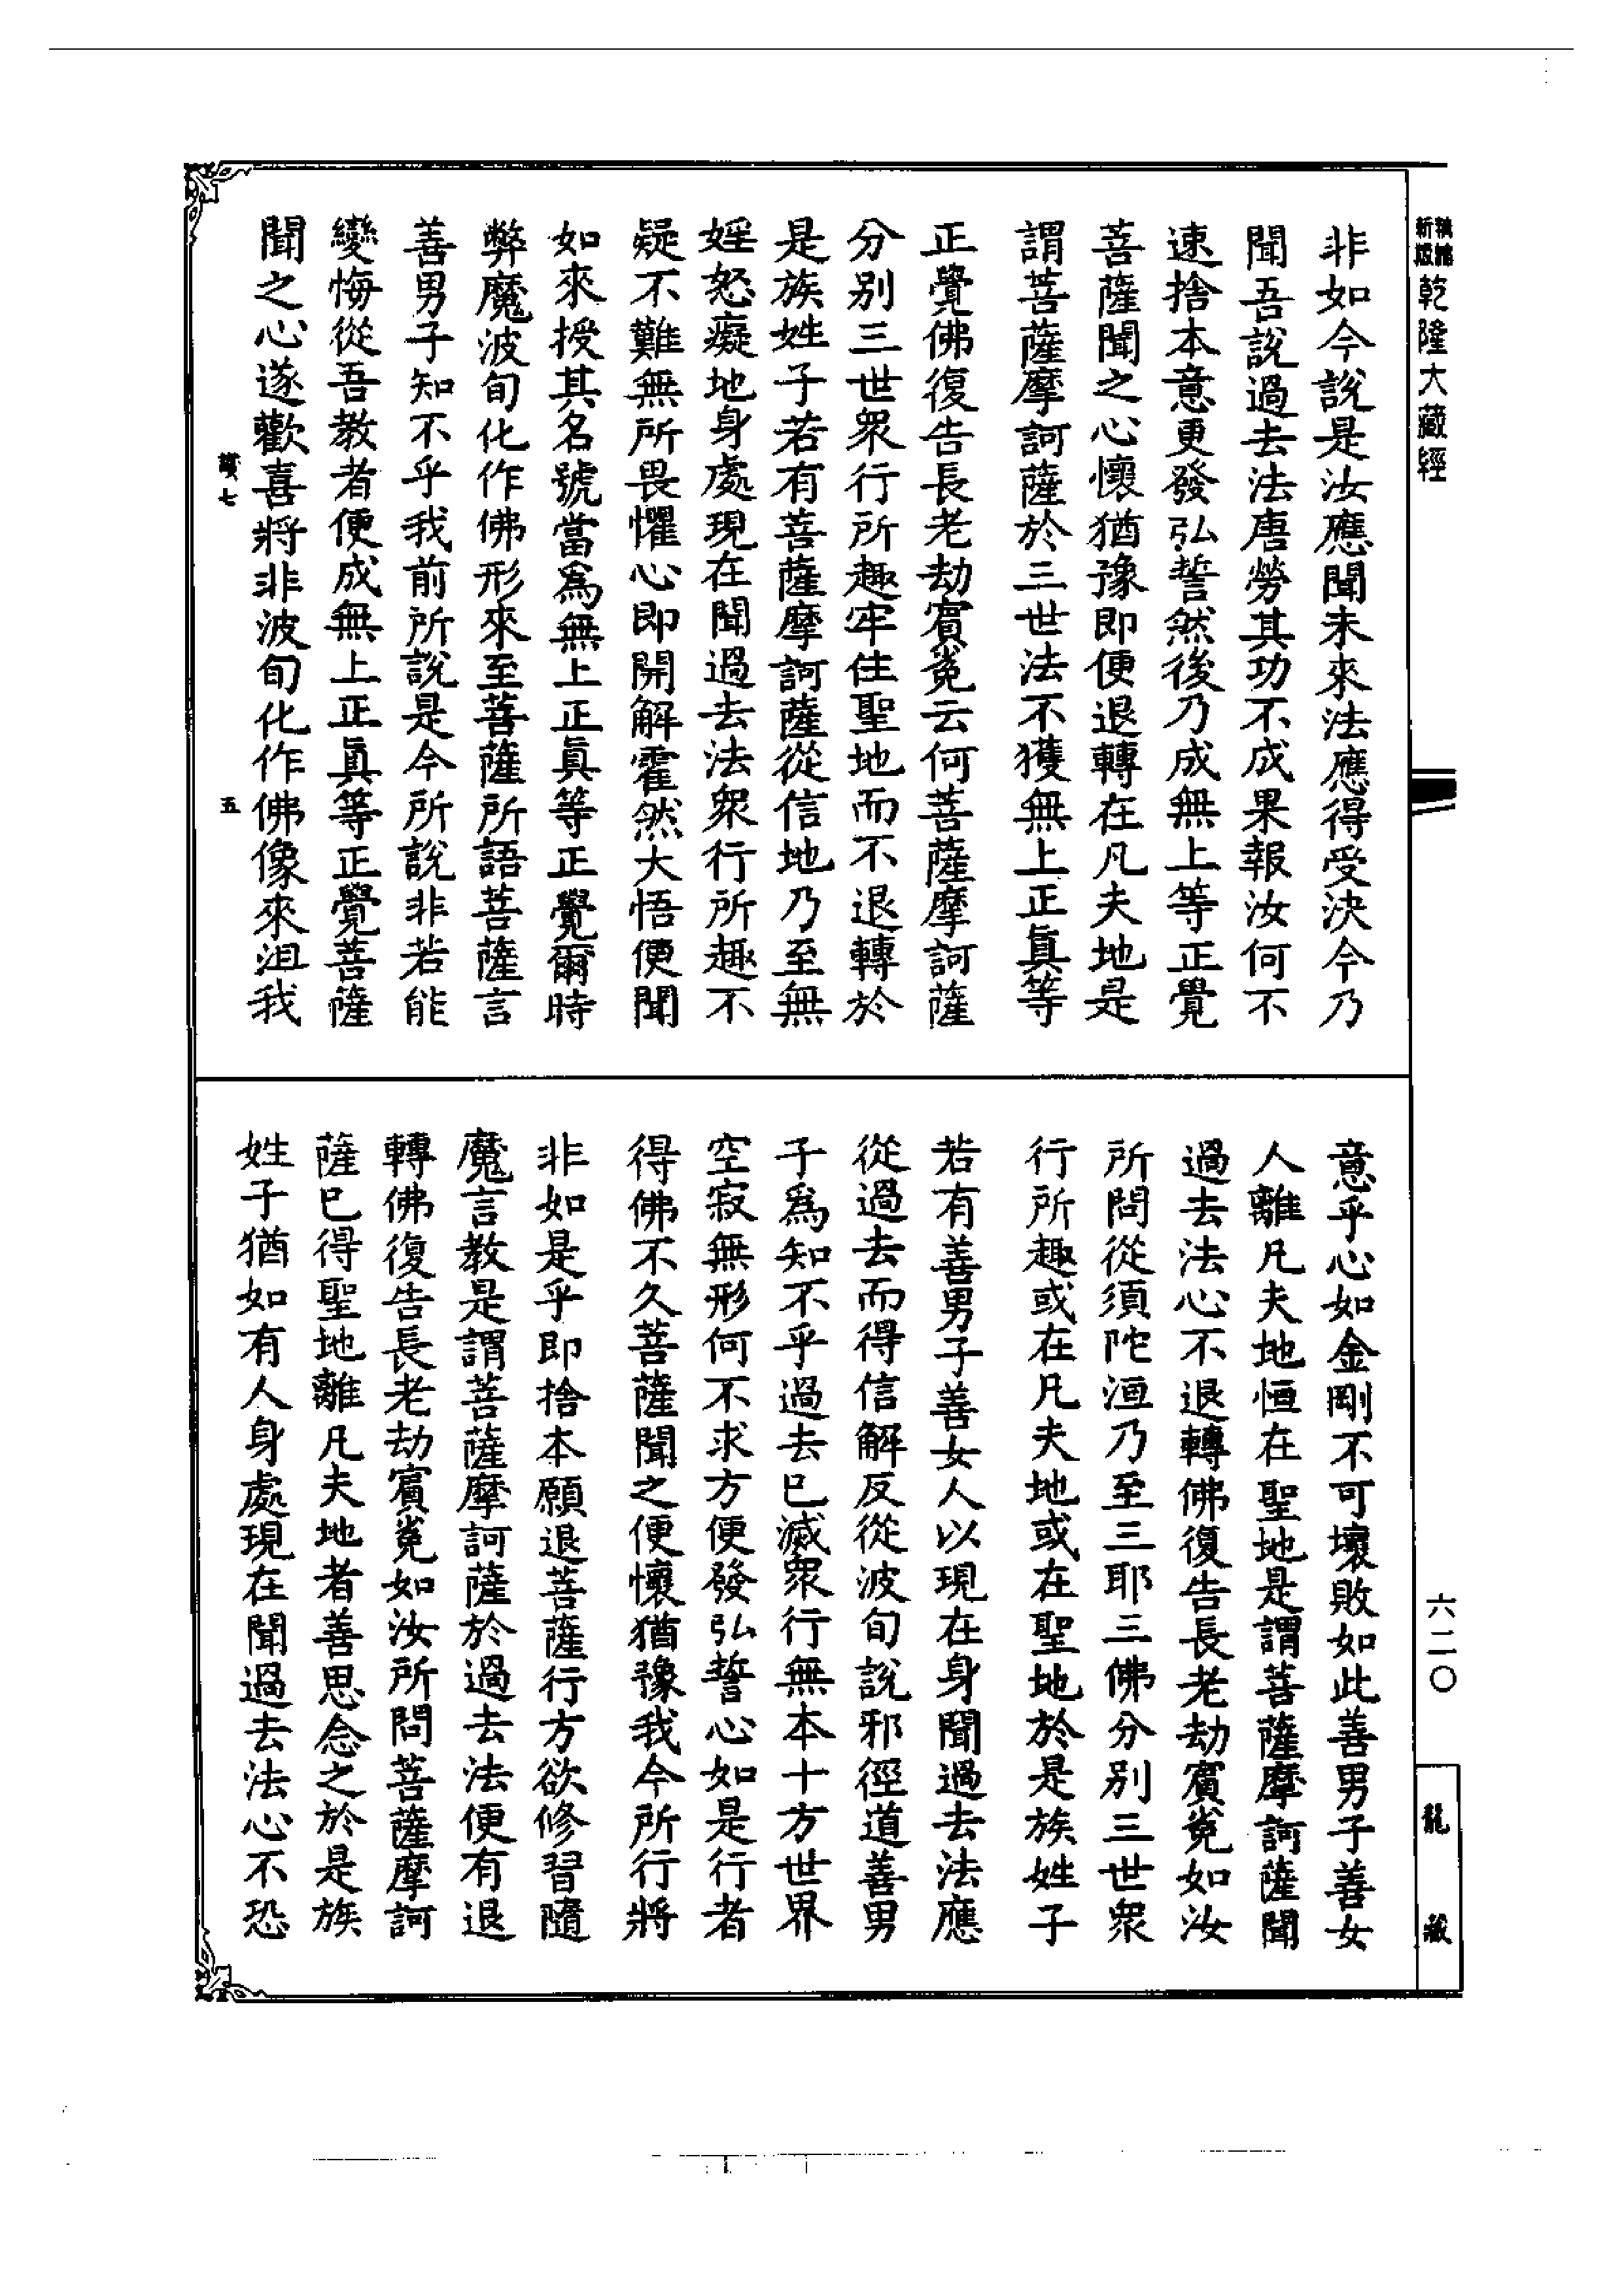 乾隆大藏經
非如今說是汝應聞未來法應得受決今乃
聞吾說過去法唐勞其功不成果報汝何不
速捨本意更發弘誓然後乃成無上等正覺
菩薩聞之心懷猶豫即便退轉在凡夫地是
謂菩薩摩訶薩於三世法不獲無上正真等
正覺佛復告長老劫賓㝹云何菩薩摩訶薩
分別三世眾行所趣牢住聖地而不退轉於
是族姓子若有菩薩摩訶薩從信地乃至無
婬怒癡地身處現在聞過去法眾行所趣不
疑不難無所畏懼心即開解霍然大悟便聞
如來授其名號當為無上正真等正覺爾時
弊魔波旬化作佛形來至菩薩所語菩薩言
善男子知不乎我前所說是今所說非若能
變悔從吾教者便成無上正真等正覺菩薩
聞之心遂歡喜將非波旬化作佛像來沮我
五
六二〇
龍藏
意乎心如金剛不可壞敗如此善男子善女
人離凡夫地恒在聖地是謂菩薩摩訶薩聞
過去法心不退轉佛復告長老劫賓㝹如汝
所問從須陀洹乃至三耶三佛分別三世眾
行所趣或在凡夫地或在聖地於是族姓子
若有善男子善女人以現在身聞過去法應
從過去而得信解反從波旬說邪徑道善男
子為知不乎過去已滅眾行無本十方世界
空寂無形何不求方便發弘誓心如是行者
得佛不久菩薩聞之便懷猶豫我今所行將
非如是乎即捨本願退菩薩行方欲修習隨
魔言教是謂菩薩摩訶薩於過去法便有退
轉佛復告長老劫賓㝹如汝所問菩薩摩訶
薩已得聖地離凡夫地者善思念之於是族
姓子猶如有人身處現在聞過去法心不恐